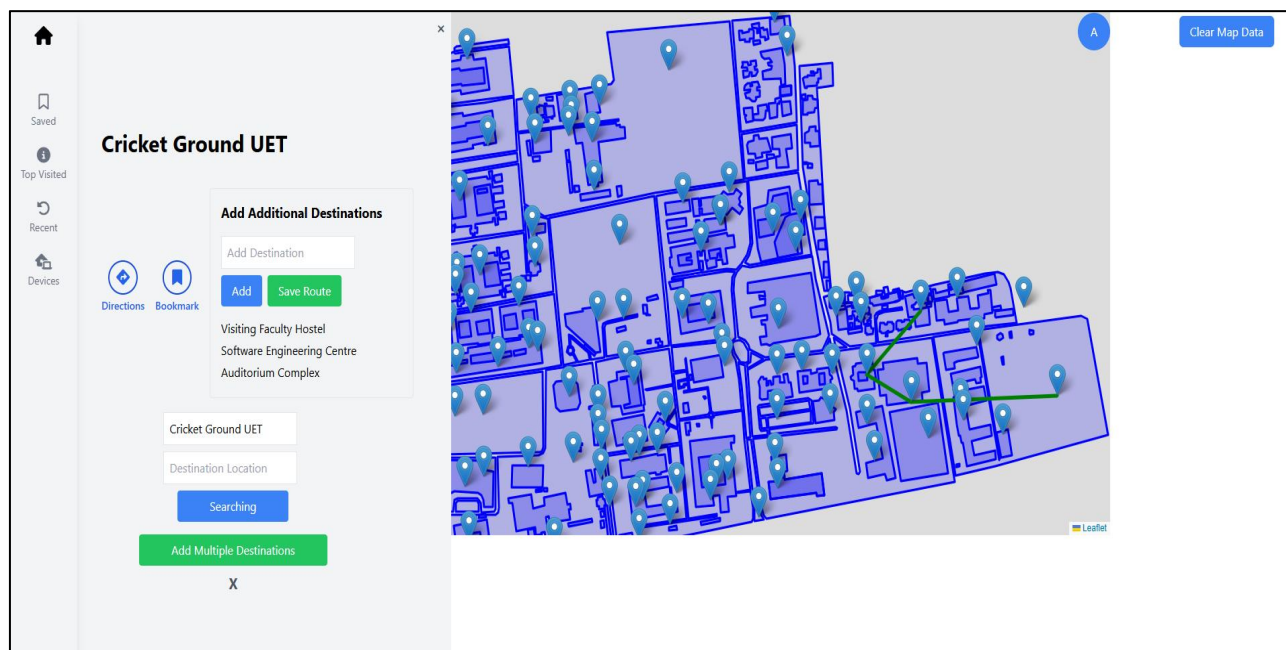 x
Saved
Top Visited
Recent
Devices
Cricket Ground UET
Directions
Bookmark
Add Additional Destinations
Add Destination
Add
Save Route
Visiting Faculty Hostel
Software Engineering Centre
Auditorium Complex
Cricket Ground UET
Destination Location
Searching
Add Multiple Destinations
X
A
Clear Map Data
Leaflet